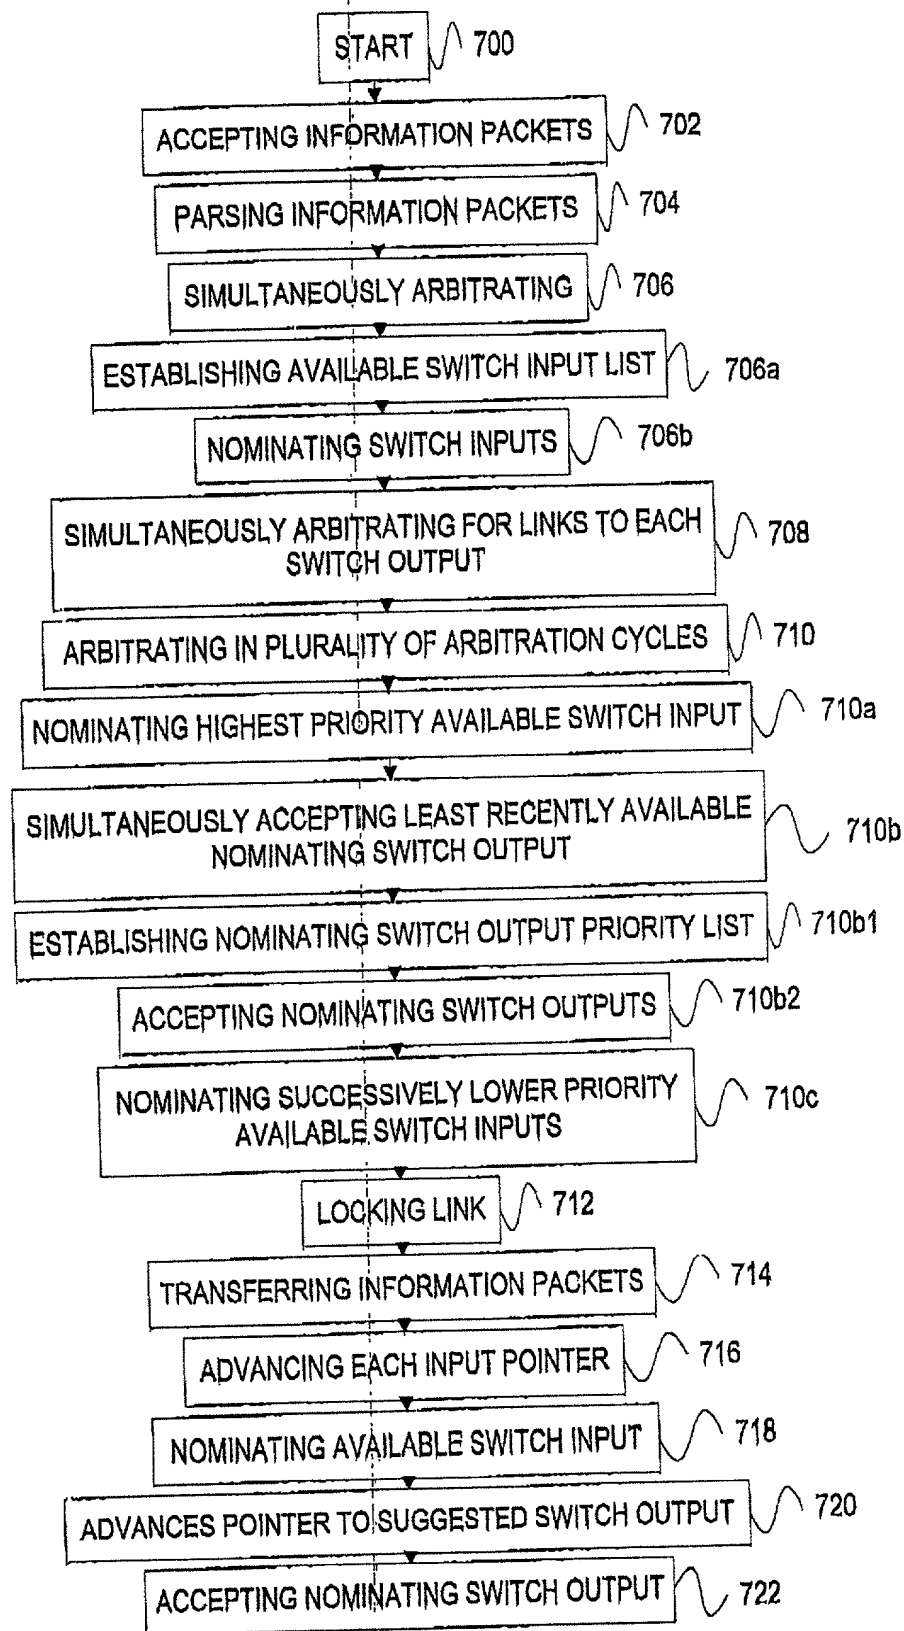 START 700
ACCEPTING INFORMATION PACKETS 702
PARSING INFORMATION PACKETS 704
SIMULTANEOUSLY ARBITRATING 706
ESTABLISHING AVAILABLE SWITCH INPUT LIST 706a
NOMINATING SWITCH INPUTS 706b
SIMULTANEOUSLY ARBITRATING FOR LINKS TO EACH 708
SWITCH OUTPUT
ARBITRATING IN PLURALITY OF ARBITRATION CYCLES 710
NOMINATING HIGHEST PRIORITY AVAILABLE SWITCH INPUT 710a
SIMULTANEOUSLY ACCEPTING LEAST RECENTLY AVAILABLE 710b
NOMINATING SWITCH OUTPUT
ESTABLISHING NOMINATING SWITCH OUTPUT PRIORITY LIST 710b1
ACCEPTING NOMINATING SWITCH OUTPUTS 710b2
NOMINATING SUCCESSIVELY LOWER PRIORITY 710c
AVAILABLE SWITCH INPUTS
LOCKING LINK 712
TRANSFERRING INFORMATION PACKETS 714
ADVANCING EACH INPUT POINTER 716
NOMINATING AVAILABLE SWITCH INPUT 718
ADVANCES POINTER TO SUGGESTED SWITCH OUTPUT 720
ACCEPTING NOMINATING SWITCH OUTPUT 722